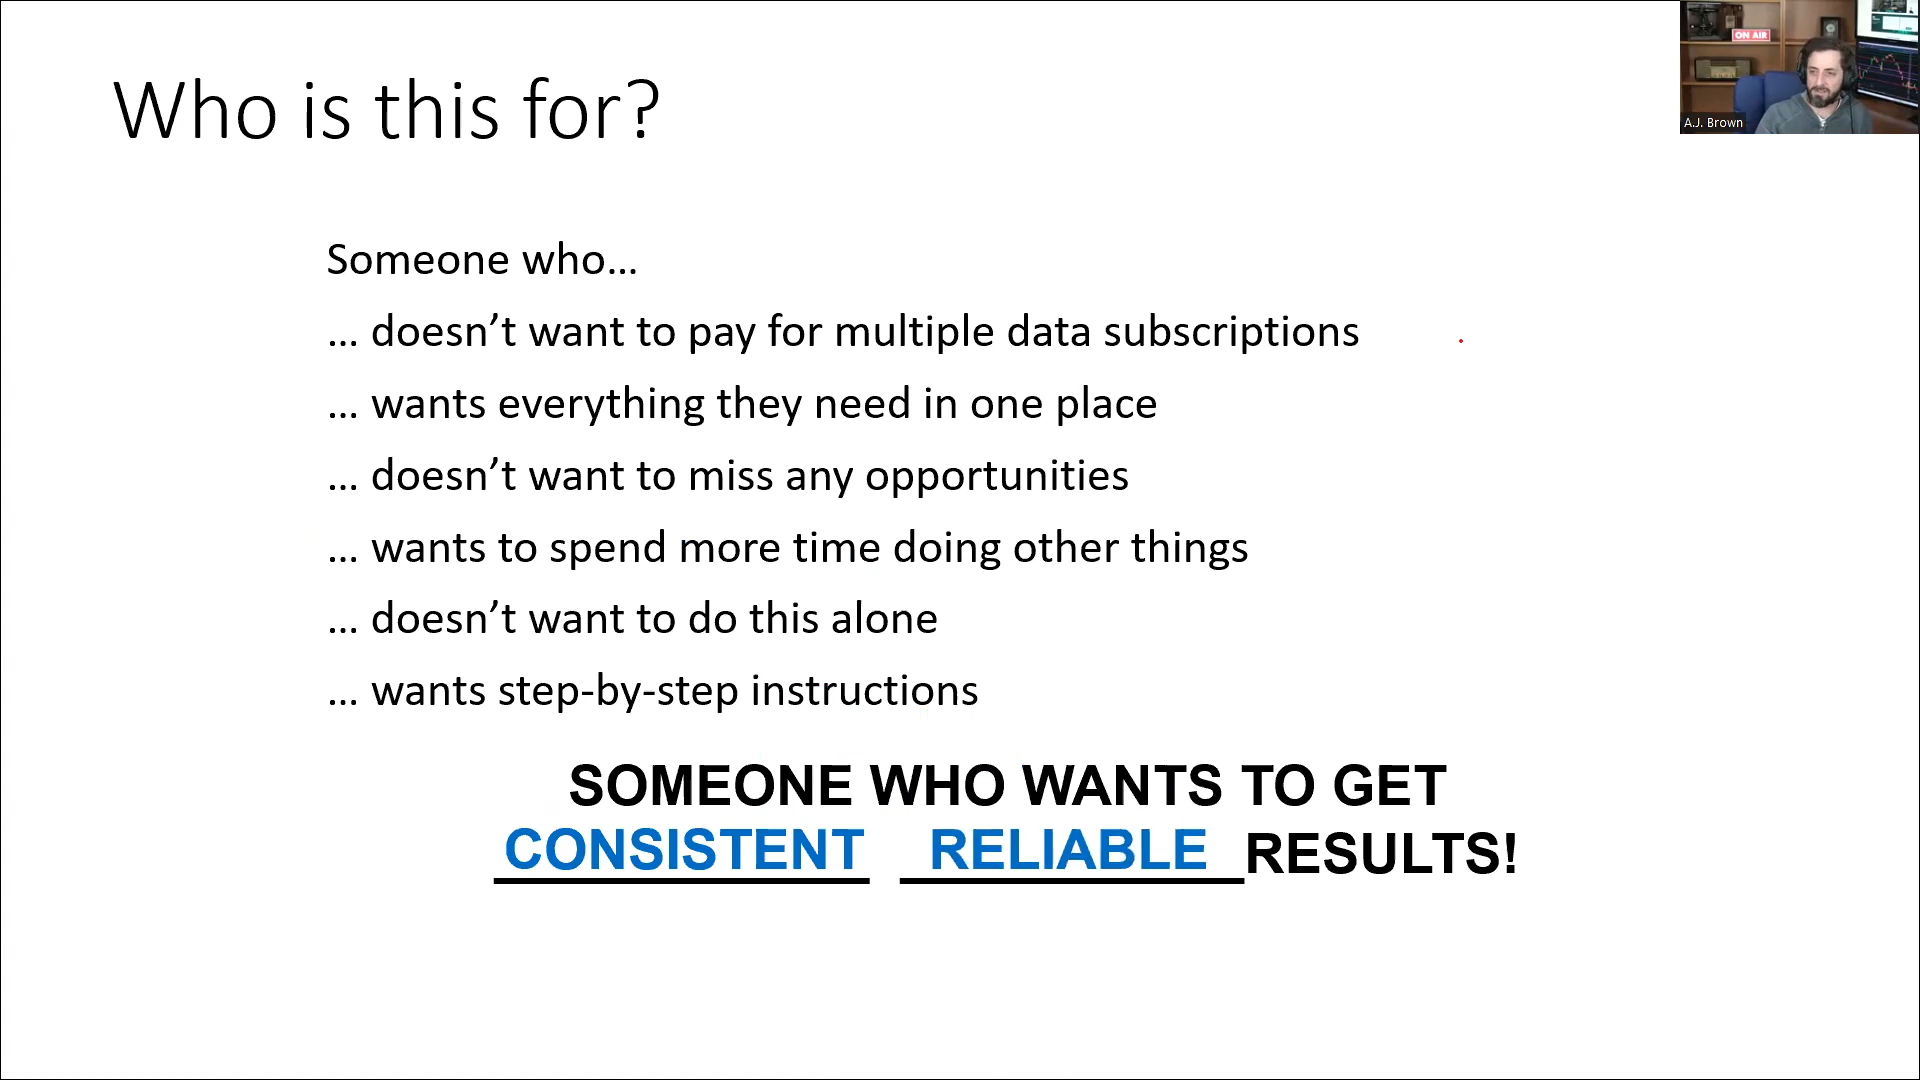 Who is this for?
ON AIR
A.J. Brown
Someone who...
... doesn’t want to pay for multiple data subscriptions
... wants everything they need in one place
... doesn’t want to miss any opportunities
... wants to spend more time doing other things
... doesn’t want to do this alone
... wants step-by-step instructions
SOMEONE WHO WANTS TO GET
CONSISTENT RELIABLE RESULTS!